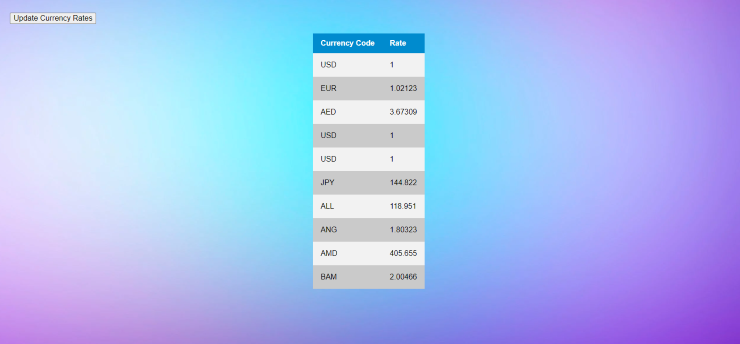 Update Currency Rates
Currency Code Rate
USD 1
EUR 1.02123
AED 3.67309
USD 1
USD 1
JPY 144.822
ALL 118.951
ANG 1.80323
AMD 405.655
BAM 2.00466